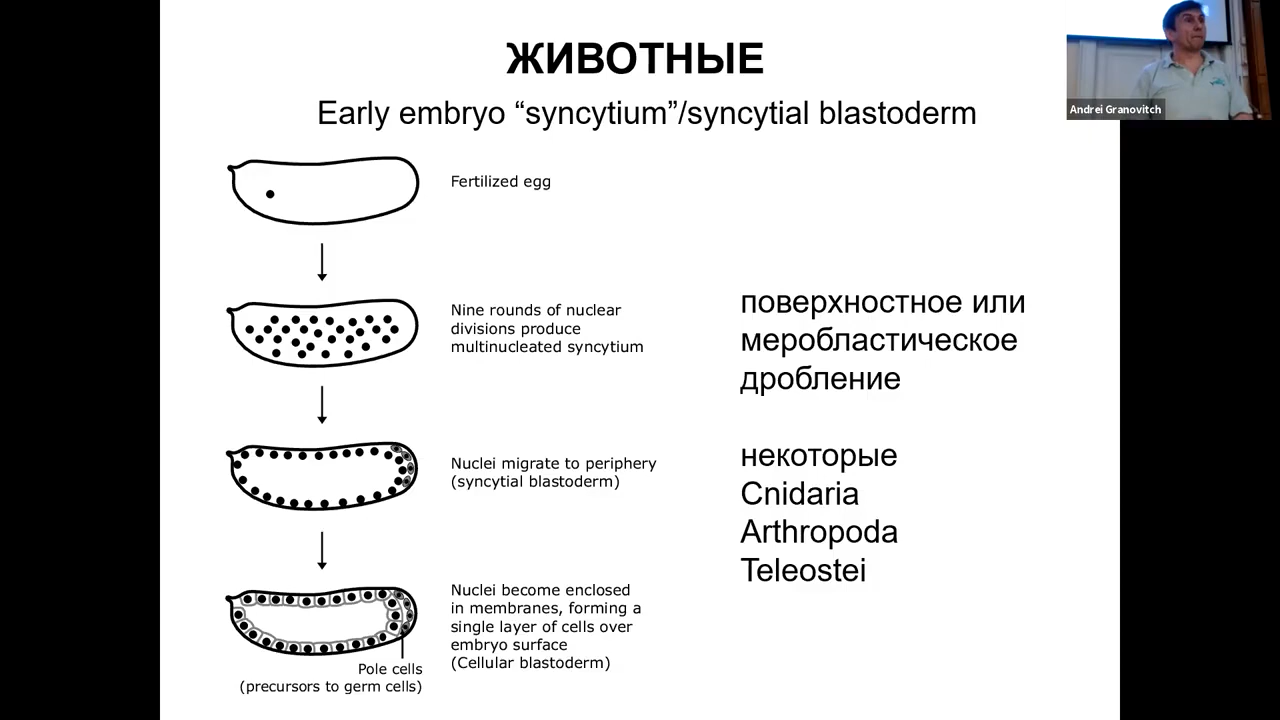 ЖИВОТНЫЕ
Early embryo “syncytium”/syncytial blastoderm
Andrei Granovitch
Fertilized egg
Nine rounds of nuclear
divisions produce
multinucleated syncytium
Nuclei migrate to periphery
(syncytial blastoderm)
Nuclei become enclosed
in membranes, forming a
single layer of cells over
embryo surface
(Cellular blastoderm)
Pole cells
(precursors to germ cells)
поверхностное или
меробластическое
дробление
некоторые
Cnidaria
Arthropoda
Teleostei